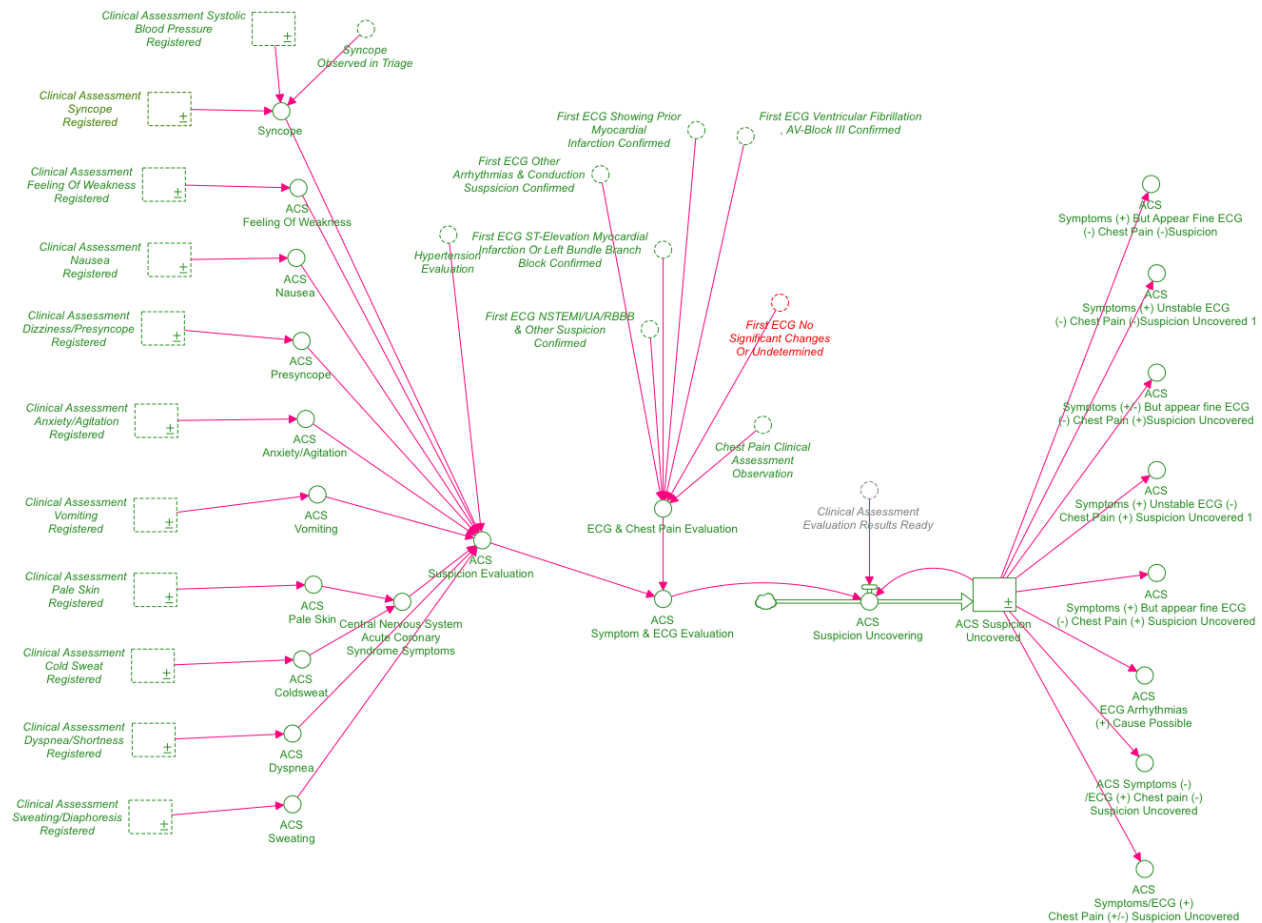 Clinical Assessment Systolic
Blood Pressure
Registered
Syncope
Observed in Triage
Clinical Assessment
Syncope
Registered
Syncope
Clinical Assessment
Feeling Of Weakness
Registered
ACS
Feeling Of Weakness
Clinical Assessment
Nausea
Registered
ACS
Nausea
Clinical Assessment
Dizziness/Presyncope
Registered
ACS
Presyncope
Clinical Assessment
Anxiety/Agitation
Registered
ACS
Anxiety/Agitation
Clinical Assessment
Vomiting
Registered
ACS
Vomiting
Clinical Assessment
Pale Skin
Registered
ACS
Pale Skin
Clinical Assessment
Cold Sweat
Registered
ACS
Coldsweat
Clinical Assessment
Dyspnea/Shortness
Registered
ACS
Dyspnea
Clinical Assessment
Sweating/Diaphoresis
Registered
ACS
Sweating
Central Nervous System
Acute Coronary
Syndrome Symptoms
Hypertension
Evaluation
ACS
Suspicion Evaluation
First ECG Showing Prior
Myocardial
Infarction Confirmed
First ECG Ventricular Fibrillation
, AV-Block III Confirmed
First ECG Other
Arrhythmias & Conduction
Suspsicion Confirmed
First ECG ST-Elevation Myocardial
Infarction Or Left Bundle Branch
Block Confirmed
First ECG NSTEMI/UA/RBBB
& Other Suspicion
Confirmed
First ECG No
Significant Changes
Or Undetermined
Chest Pain Clinical
Assessment
Observation
ECG & Chest Pain Evaluation
ACS
Symptom & ECG Evaluation
Clinical Assessment
Evaluation Results Ready
ACS
Suspicion Uncovering
ACS Suspicion
Uncovered
ACS
Symptoms (+) But Appear Fine ECG
(-) Chest Pain (-)Suspicion
ACS
Symptoms (+) Unstable ECG
(-) Chest Pain (-)Suspicion Uncovered 1
ACS
Symptoms (+/-) But appear fine ECG
(-) Chest Pain (+)Suspicion Uncovered
ACS
Symptoms (+) Unstable ECG (-)
Chest Pain (+) Suspicion Uncovered 1
ACS
Symptoms (+) But appear fine ECG
(-) Chest Pain (+) Suspicion Uncovered
ACS
ECG Arrhythmias
(+) Cause Possible
ACS Symptoms (-)
/ECG (+) Chest pain (-)
Suspicion Uncovered
ACS
Symptoms/ECG (+)
Chest Pain (+/-) Suspicion Uncovered